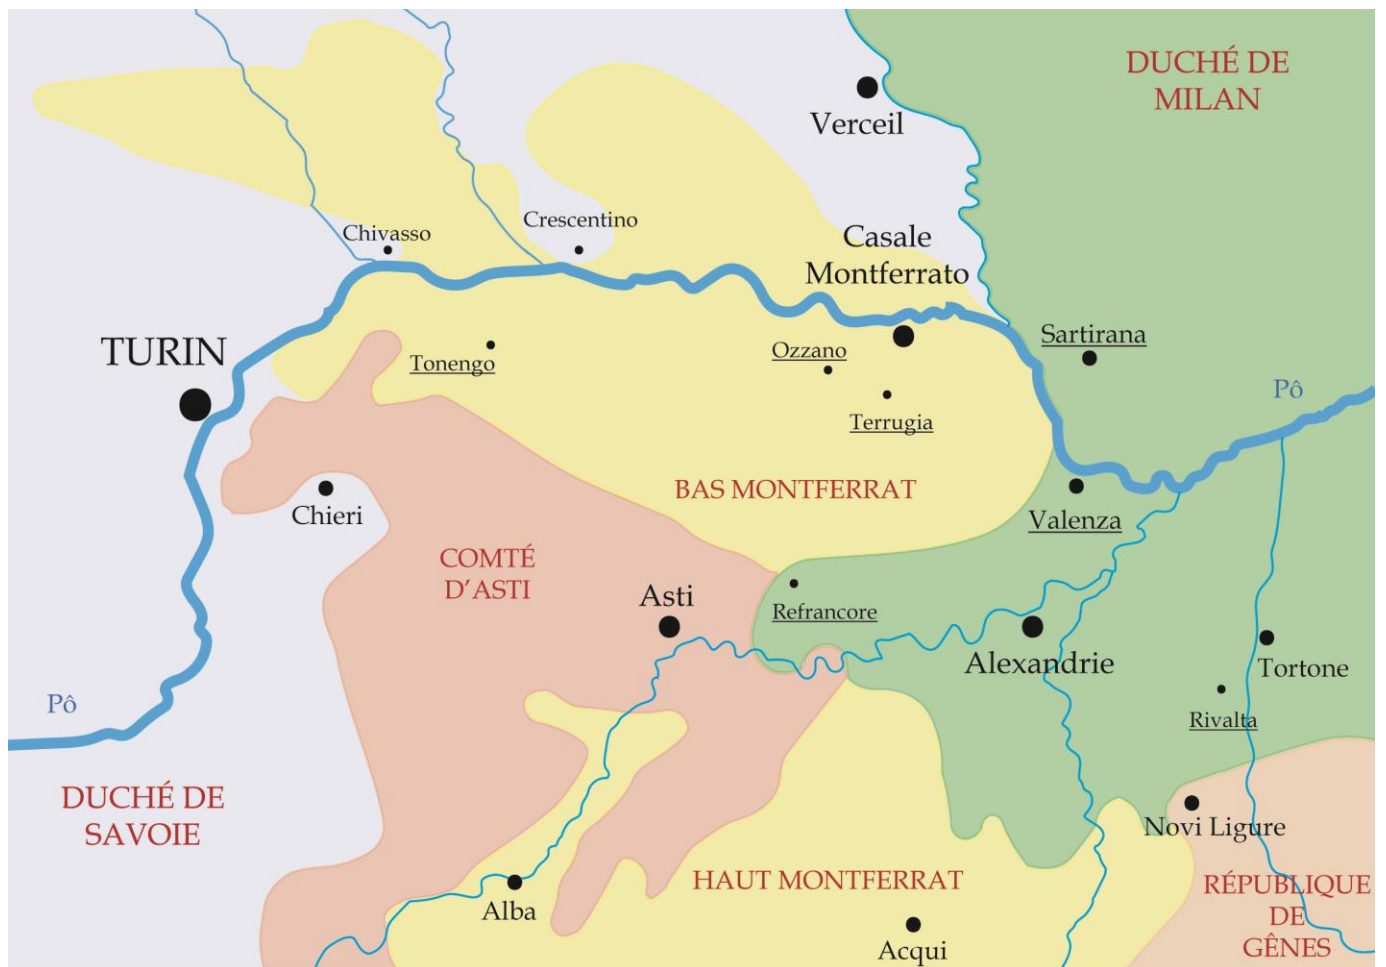 DUCHÉ DE
MILAN
Verceil
Crescentino
Chivasso
Casale
Montferrato
TURIN
Tonengo
Ozzano
Sartirana
Pô
Terrugia
BAS MONTFERRAT
Chieri
Valenza
COMTÉ
D’ASTI
Asti
Refrancore
Alexandrie
Tortone
Pô
Rivalta
DUCHÉ DE
SAVOIE
Novi Ligure
HAUT MONTFERRAT
Alba
RÉPUBLIQUE
DE
GÊNES
Acqui